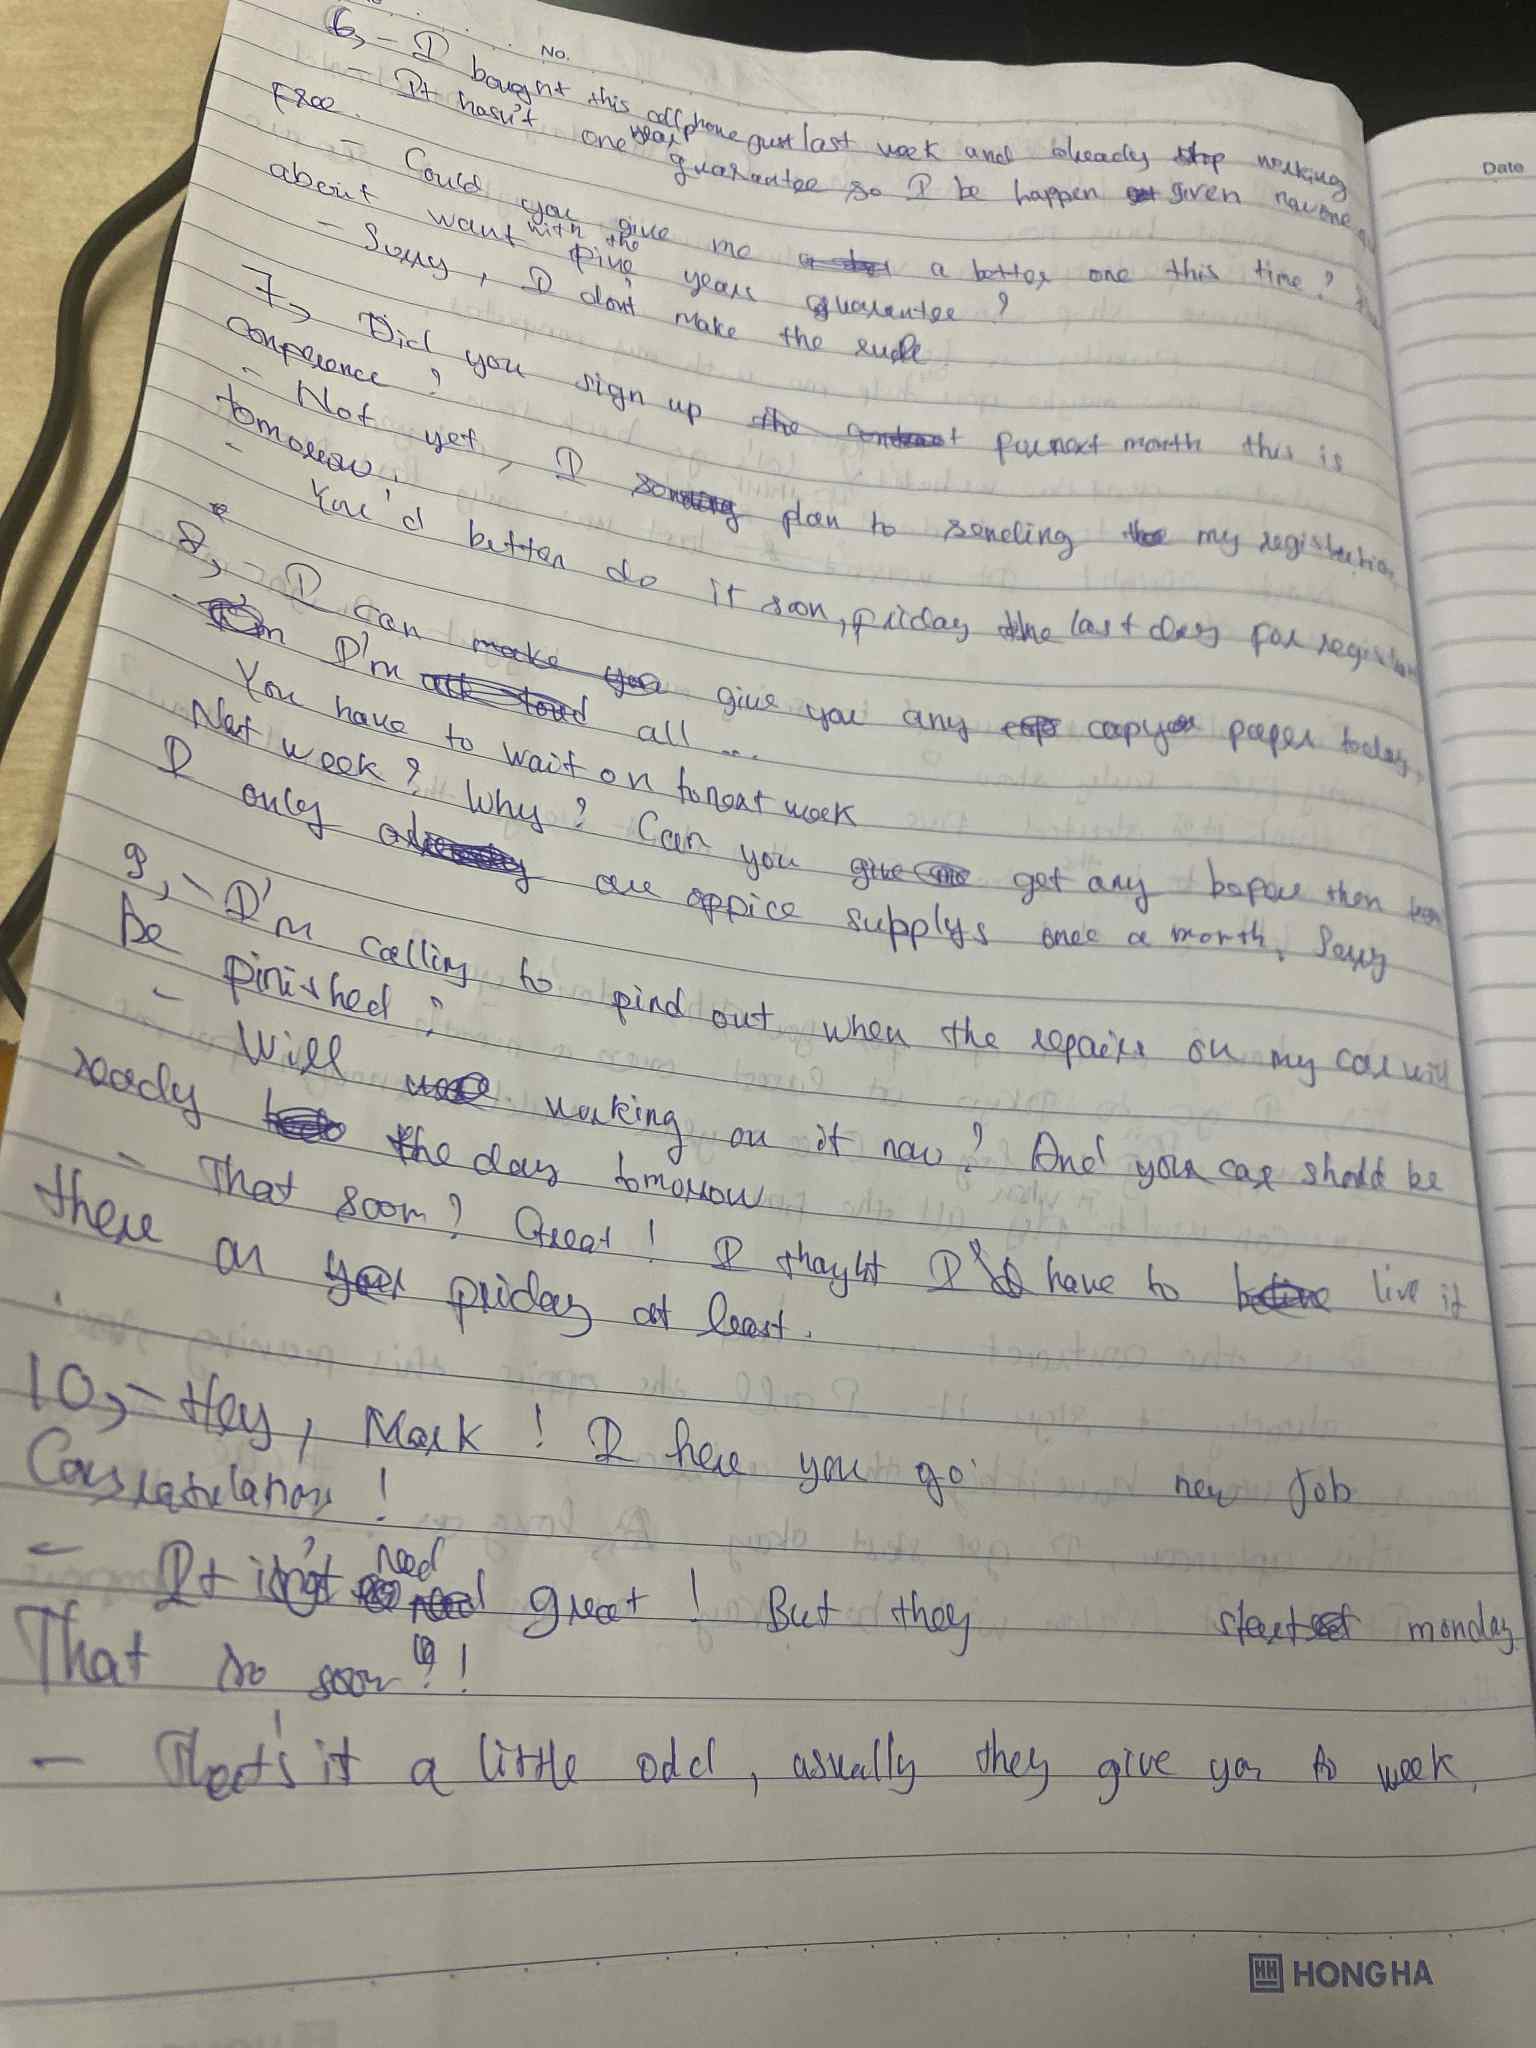 No.
6, - I bought this cellphone just last week and already stop working
- It hasn't one year guarantee so I be happen given new one
Free.
- Could you give me a better one this time?
about want with the five years guarantee?
- Sorry, I don't make the rule
7, Did you sign up for next month this is
conference?
- Not yet, I plan to sending my registration
tomorrow.
- You'd better do it soon, friday the last day for
8, - I can give you any copy paper today,
I'm all ...
You have to wait on to next week
Next week? Why? Can you get any before then
I only are office supplys once a month. Sorry
9, - I'm calling to find out when the repairs on my car will
be finished?
- Will working on it now? And your car should be
ready the day tomorrow
- That soon? Great! I thayht I'd have to live it
there on friday at least.
10, - Hey, Mark! I here you go new job
Congratulations!
- It isn't need great! But they start monday
That so soon?!
- That's it a little odd, asually they give you to week.
Date
HONG HA